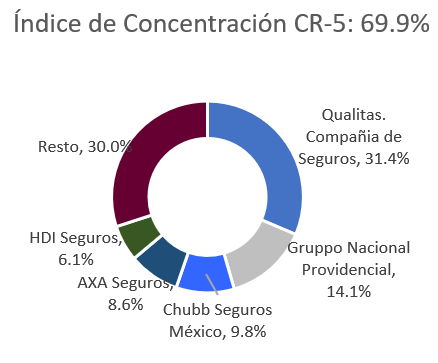 Índice de Concentración CR-5: 69.9%
Qualitas.
Compañia de
Seguros, 31.4%
Resto, 30.0%
HDI Seguros,
6.1%
Gruppo Nacional
Providencial,
14.1%
AXA Seguros,
8.6%
Chubb Seguros
México, 9.8%